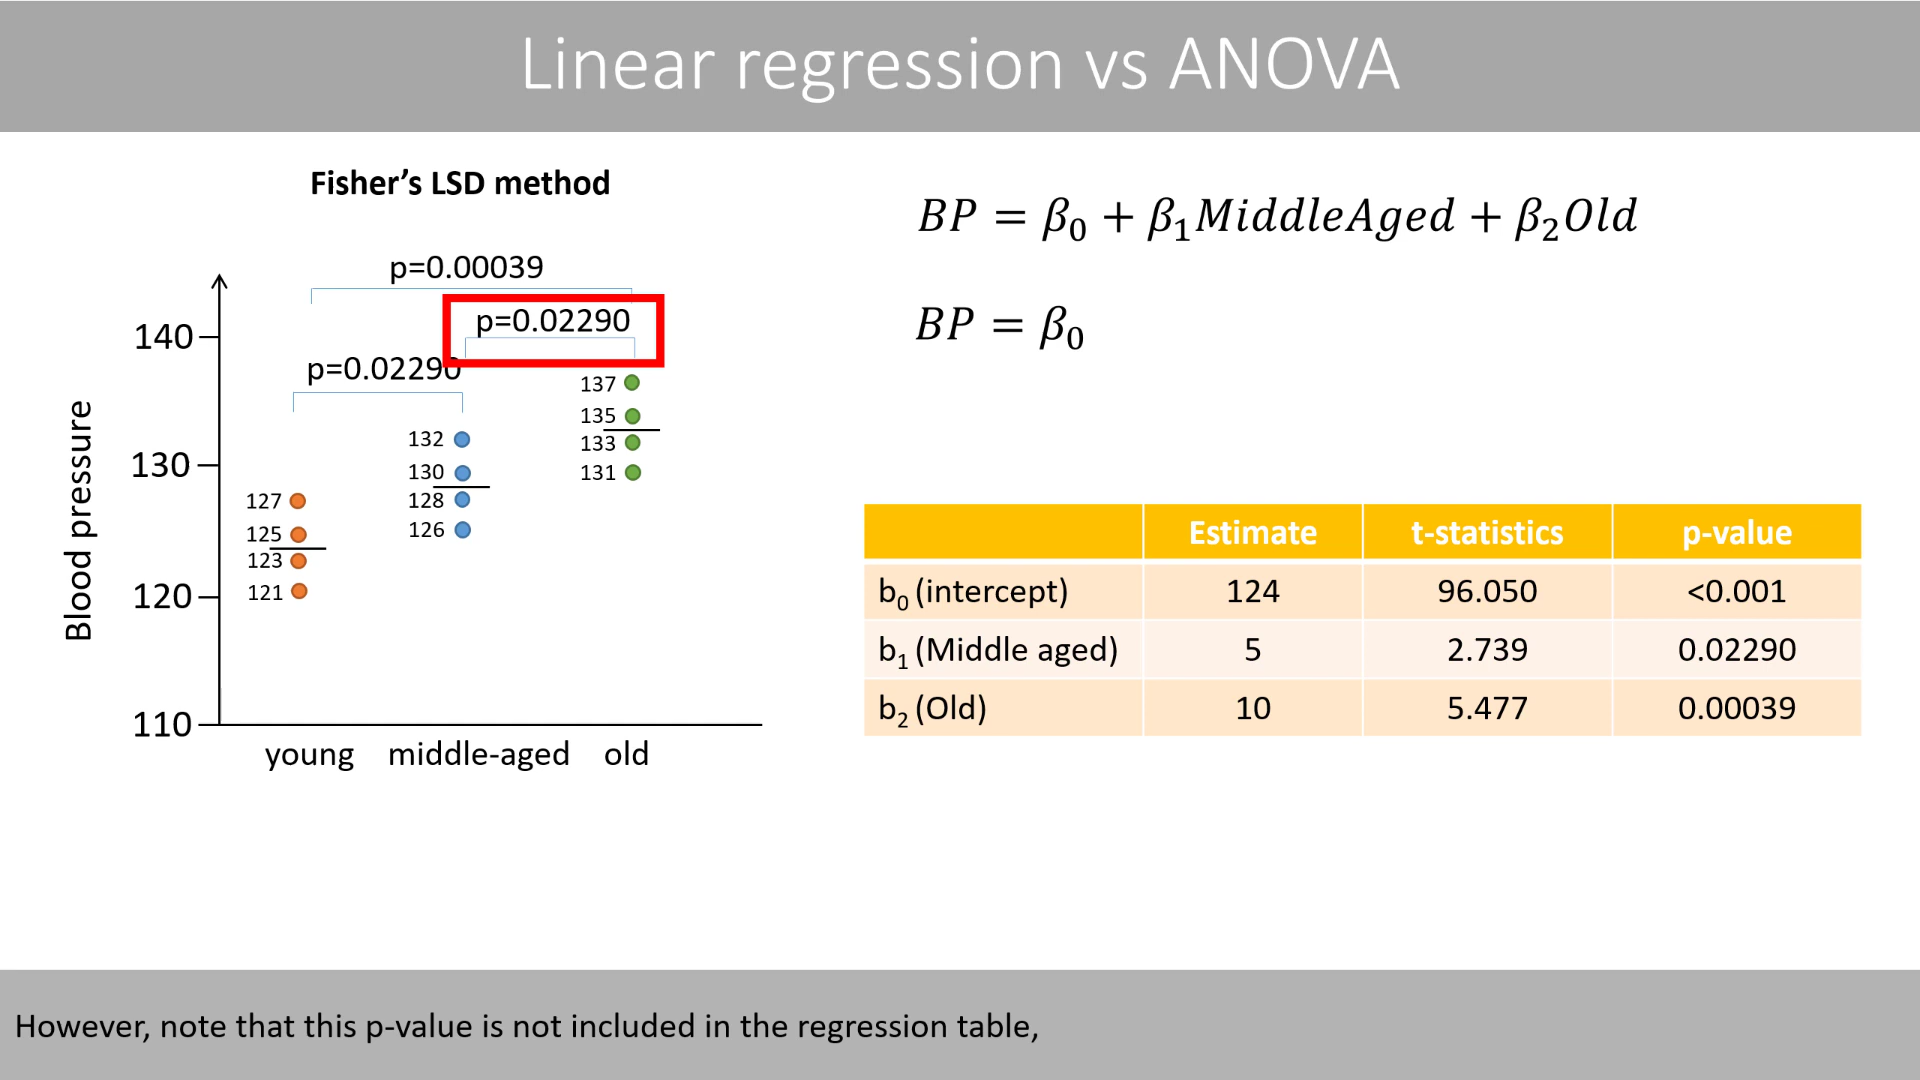 Linear regression vs ANOVA
Fisher's LSD method
p=0.00039
p=0.02290
p=0.02290
140
130
120
110
Blood pressure
127
125
123
121
132
130
128
126
137
135
133
131
young middle-aged old
BP = β₀ + β₁MiddleAged + β₂Old
BP = β₀
Estimate t-statistics p-value
b₀ (intercept) 124 96.050 <0.001
b₁ (Middle aged) 5 2.739 0.02290
b₂ (Old) 10 5.477 0.00039
However, note that this p-value is not included in the regression table,